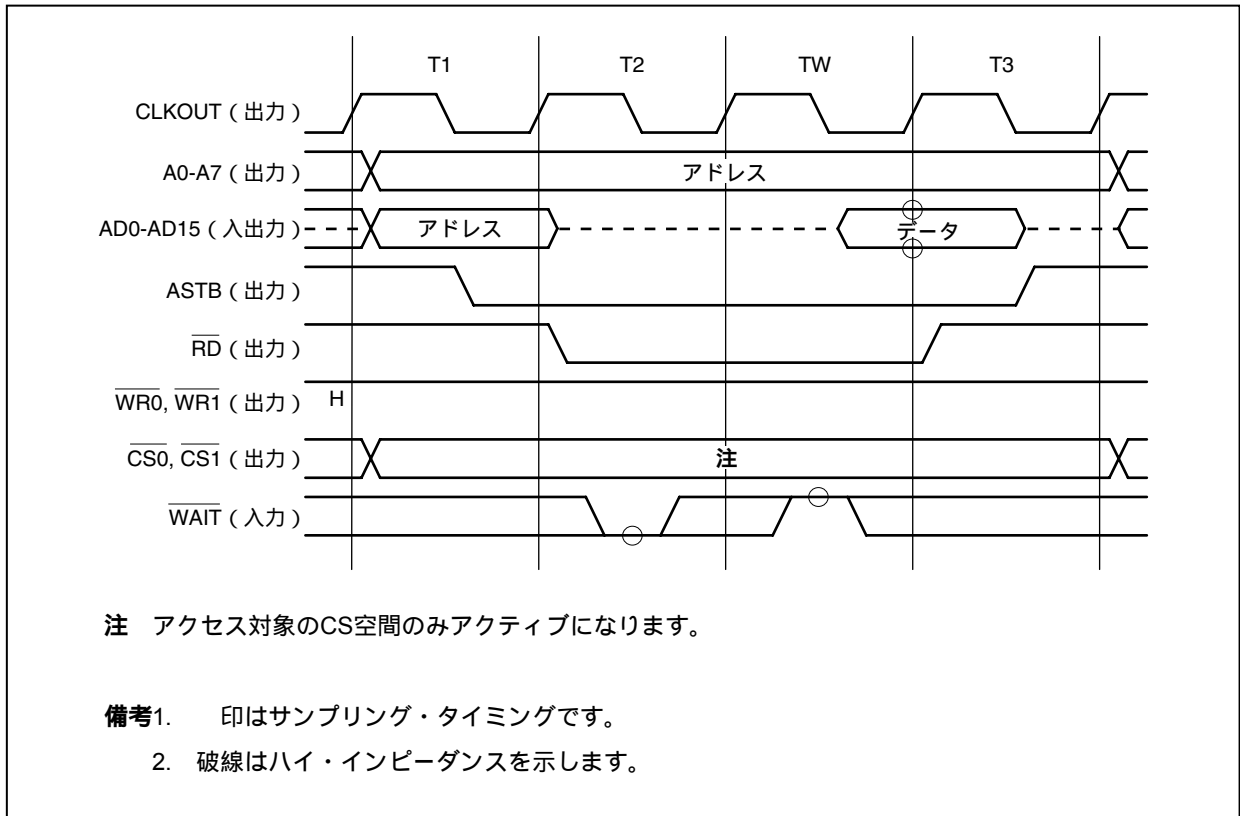 T1 T2 TW T3
CLKOUT（出力）
A0-A7（出力） アドレス
AD0-AD15（入出力） アドレス データ
ASTB（出力）
RD（出力）
WR0, WR1（出力） H
CS0, CS1（出力） 注
WAIT（入力）
注 アクセス対象のCS空間のみアクティブになります。
備考1. 印はサンプリング・タイミングです。
2. 破線はハイ・インピーダンスを示します。